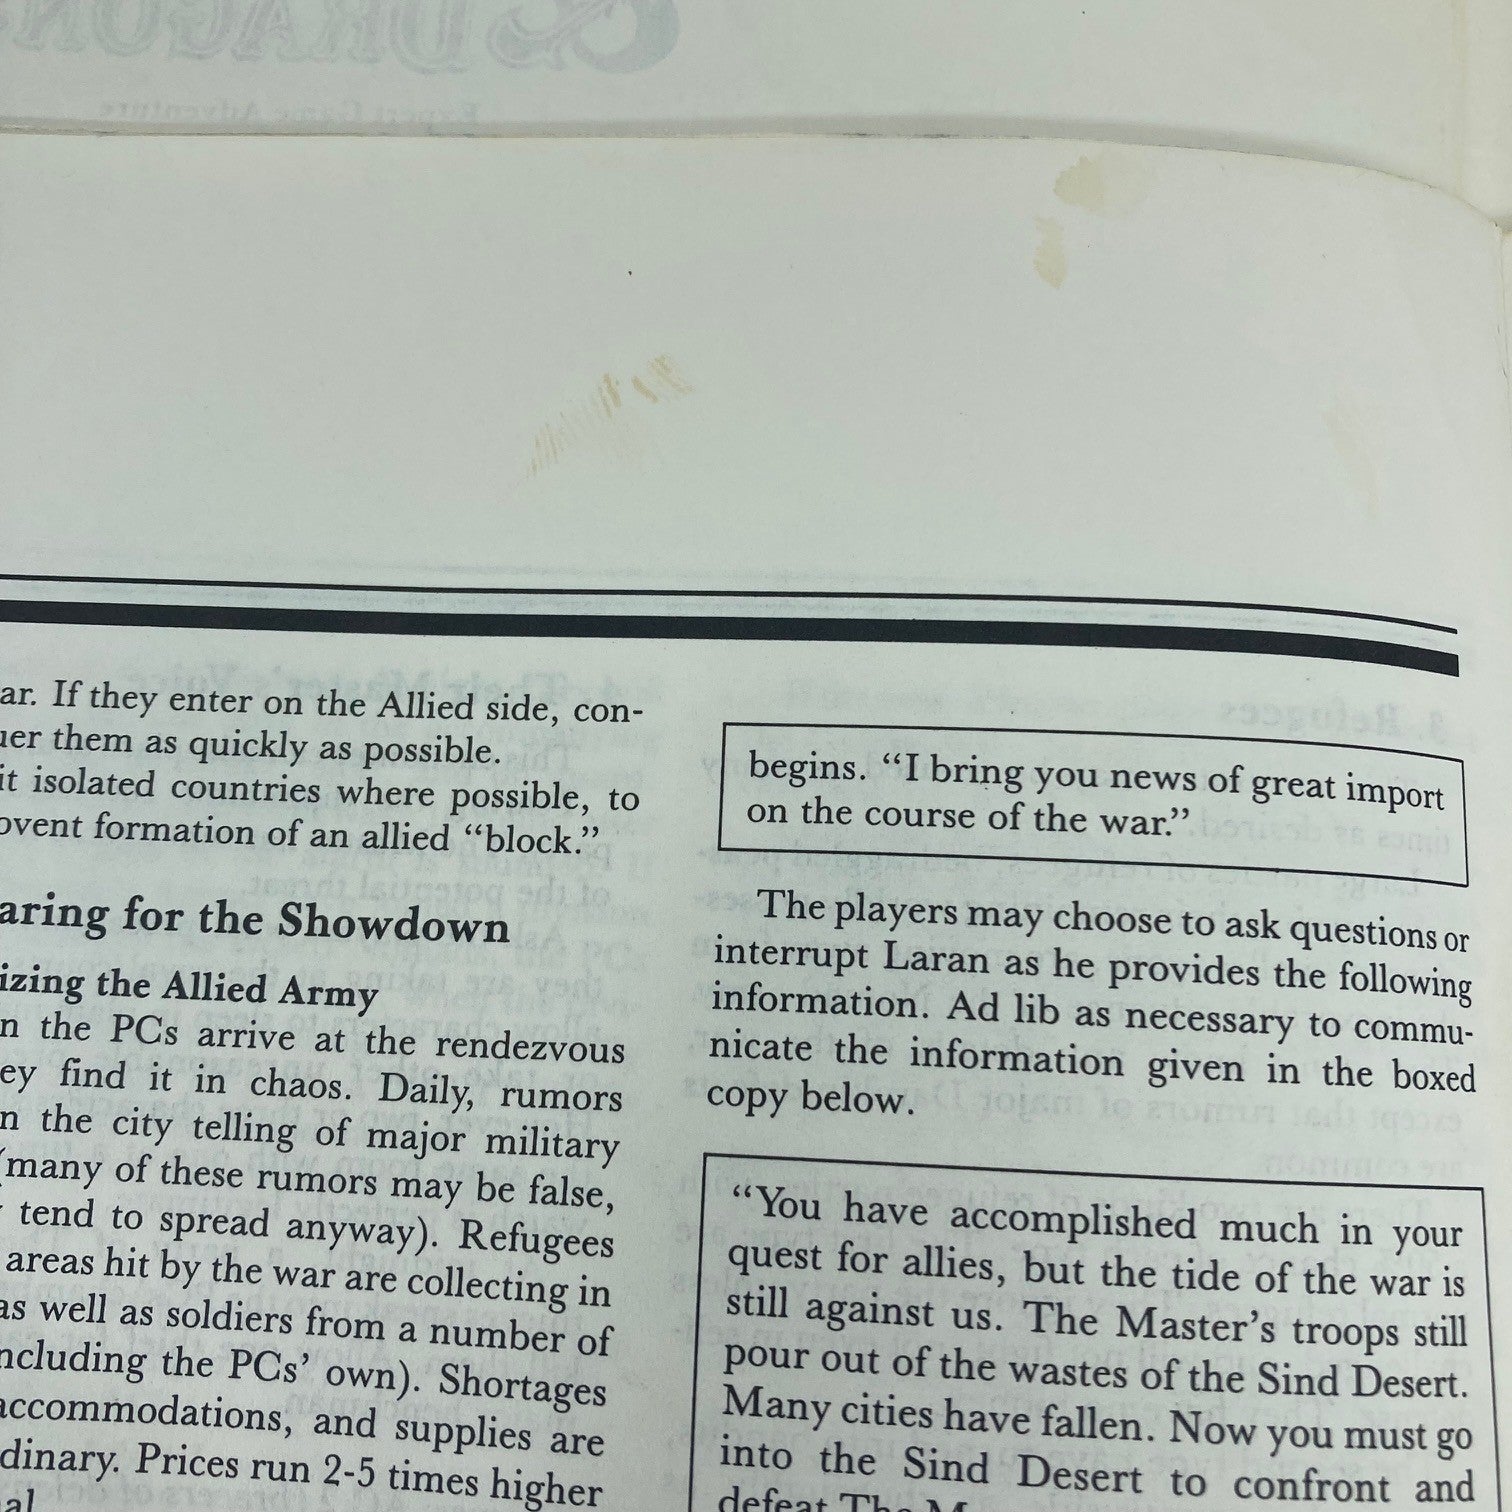 ar. If they enter on the Allied side, con-
uer them as quickly as possible.
it isolated countries where possible, to
ovent formation of an allied “block.”
aring for the Showdown
izing the Allied Army
n the PCs arrive at the rendezvous
ey find it in chaos. Daily, rumors
n the city telling of major military
(many of these rumors may be false,
tend to spread anyway). Refugees
areas hit by the war are collecting in
as well as soldiers from a number of
ncluding the PCs’ own). Shortages
accommodations, and supplies are
dinary. Prices run 2-5 times higher
al
begins. “I bring you news of great import
on the course of the war.”
The players may choose to ask questions or
interrupt Laran as he provides the following
information. Ad lib as necessary to commu-
nicate the information given in the boxed
copy below.
“You have accomplished much in your
quest for allies, but the tide of the war is
still against us. The Master’s troops still
pour out of the wastes of the Sind Desert.
Many cities have fallen. Now you must go
into the Sind Desert to confront and
defeat The M